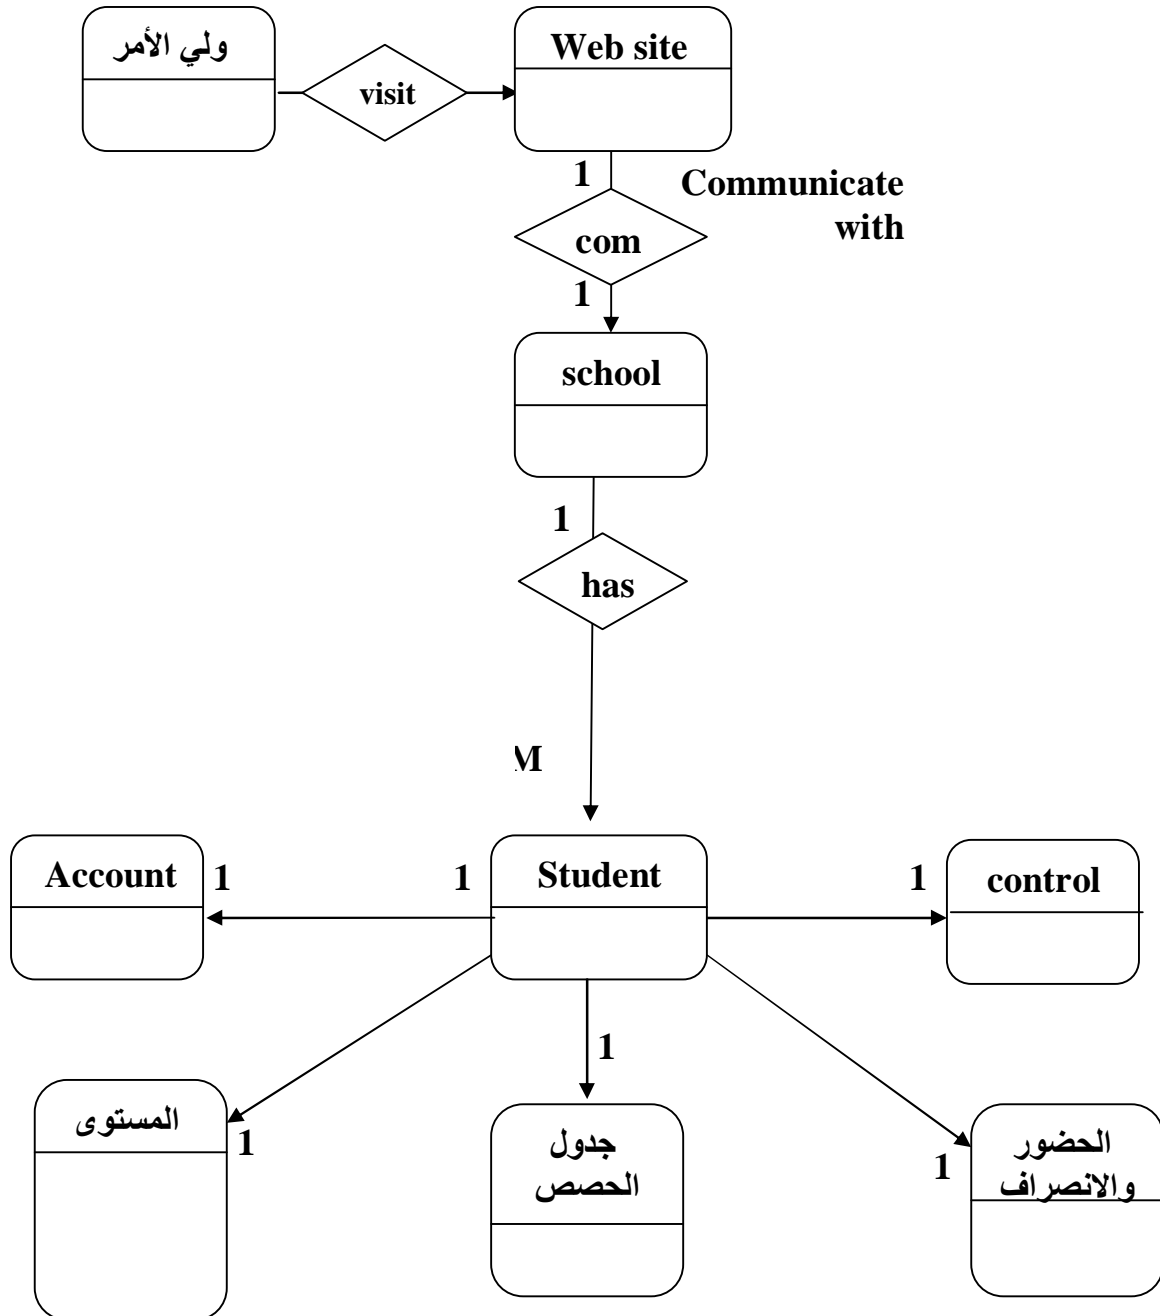 ولي الأمر
visit
Web site
1
Communicate
with
com
1
school
1
has
M
Account
1
1
Student
1
control
1
المستوى
1
جدول
الحصص
1
الحضور
والانصراف